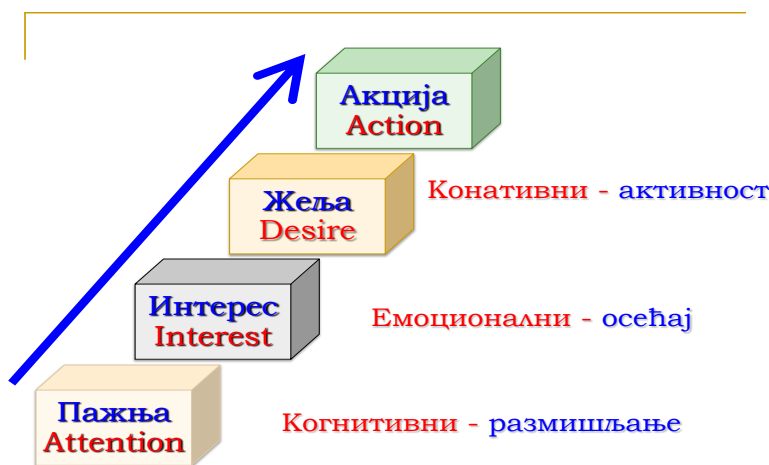 Акција
Action
Жеља
Desire
Конативни - активност
Интерес
Interest
Емоционални - осећај
Пажња
Attention
Когнитивни - размишљање